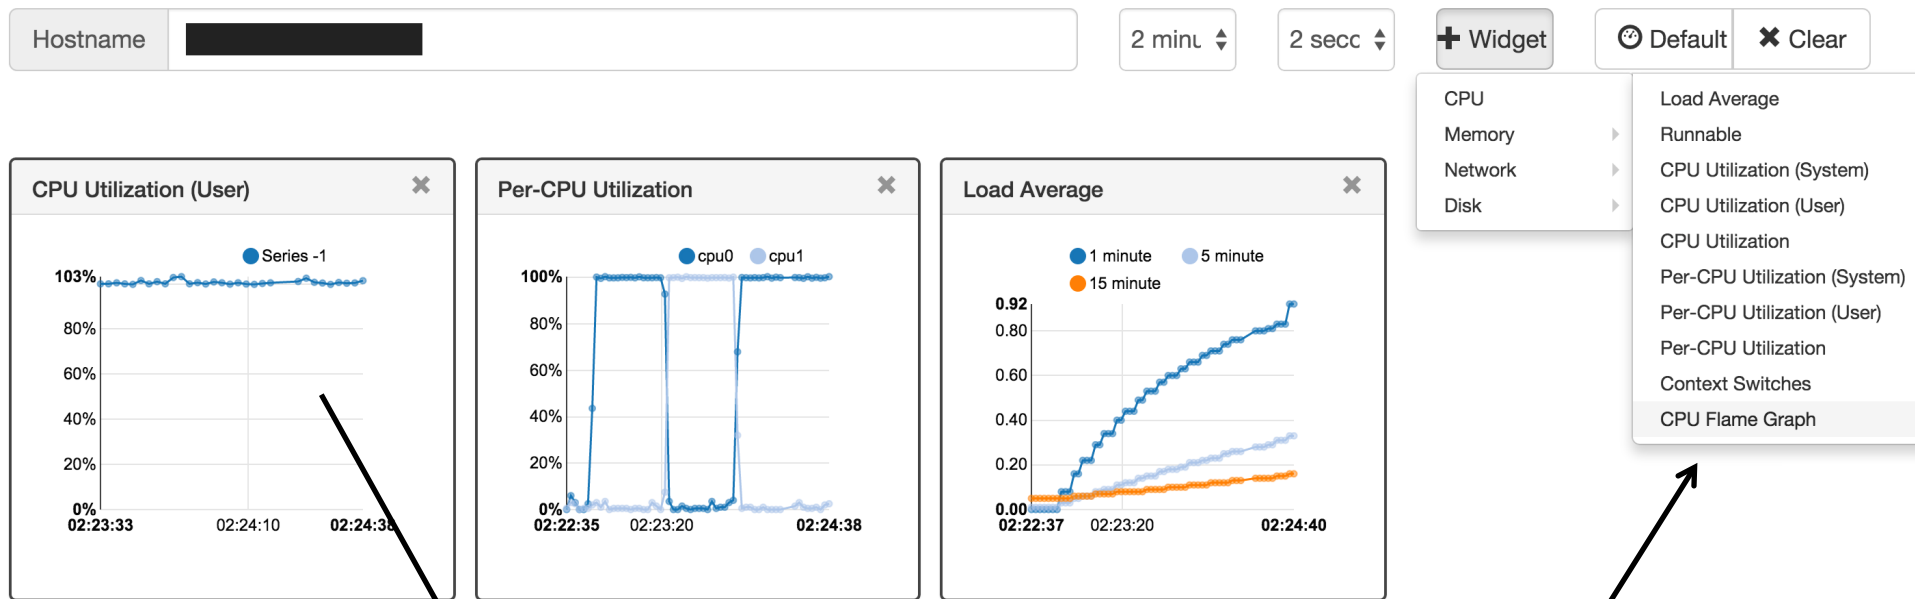 Hostname
2 minu
2 secc
Widget
Default
Clear
CPU
Memory
Network
Disk
Load Average
Runnable
CPU Utilization (System)
CPU Utilization (User)
CPU Utilization
Per-CPU Utilization (System)
Per-CPU Utilization (User)
Per-CPU Utilization
Context Switches
CPU Flame Graph
CPU Utilization (User)
Series -1
103%
80%
60%
40%
20%
0%
02:23:33 02:24:10 02:24:38
Per-CPU Utilization
cpu0 cpu1
100%
80%
60%
40%
20%
0%
02:22:35 02:23:20 02:24:38
Load Average
1 minute 5 minute
15 minute
0.92
0.80
0.60
0.40
0.20
0.00
02:22:37 02:23:20 02:24:40